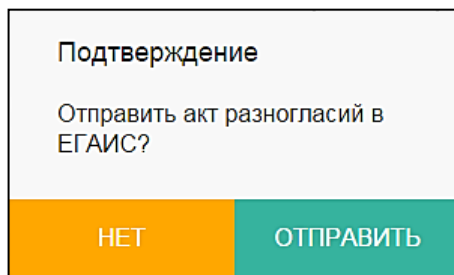 Подтверждение
Отправить акт разногласий в
ЕГАИС?
НЕТ
ОТПРАВИТЬ